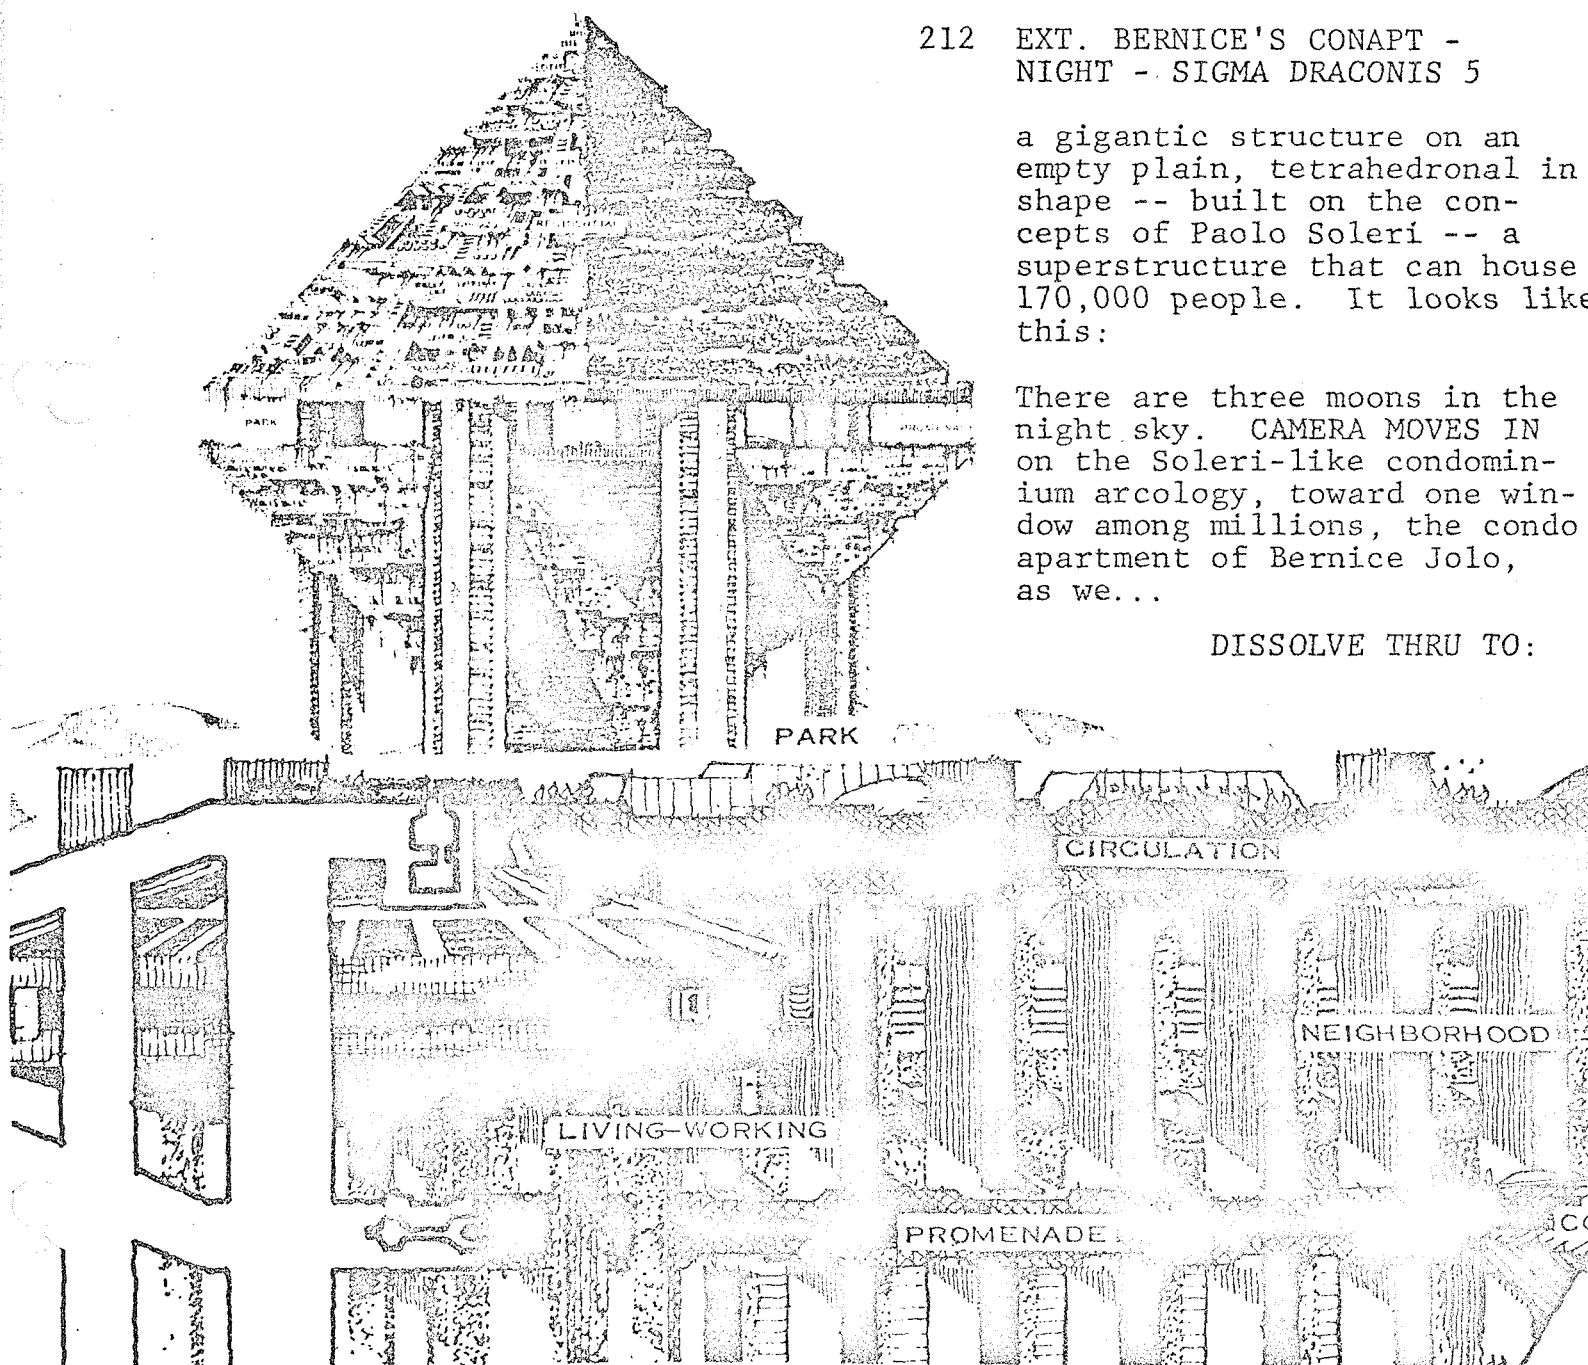 212 EXT. BERNICE'S CONAPT -
NIGHT - SIGMA DRACONIS 5
a gigantic structure on an
empty plain, tetrahedronal in
shape -- built on the con-
cepts of Paolo Soleri -- a
superstructure that can house
170,000 people. It looks like
this:
There are three moons in the
night sky. CAMERA MOVES IN
on the Soleri-like condomin-
ium arcology, toward one win-
dow among millions, the condo
apartment of Bernice Jolo,
as we...
DISSOLVE THRU TO:
RESIDENTIAL
PARK
PARK
CIRCULATION
NEIGHBORHOOD
LIVING-WORKING
PROMENADE